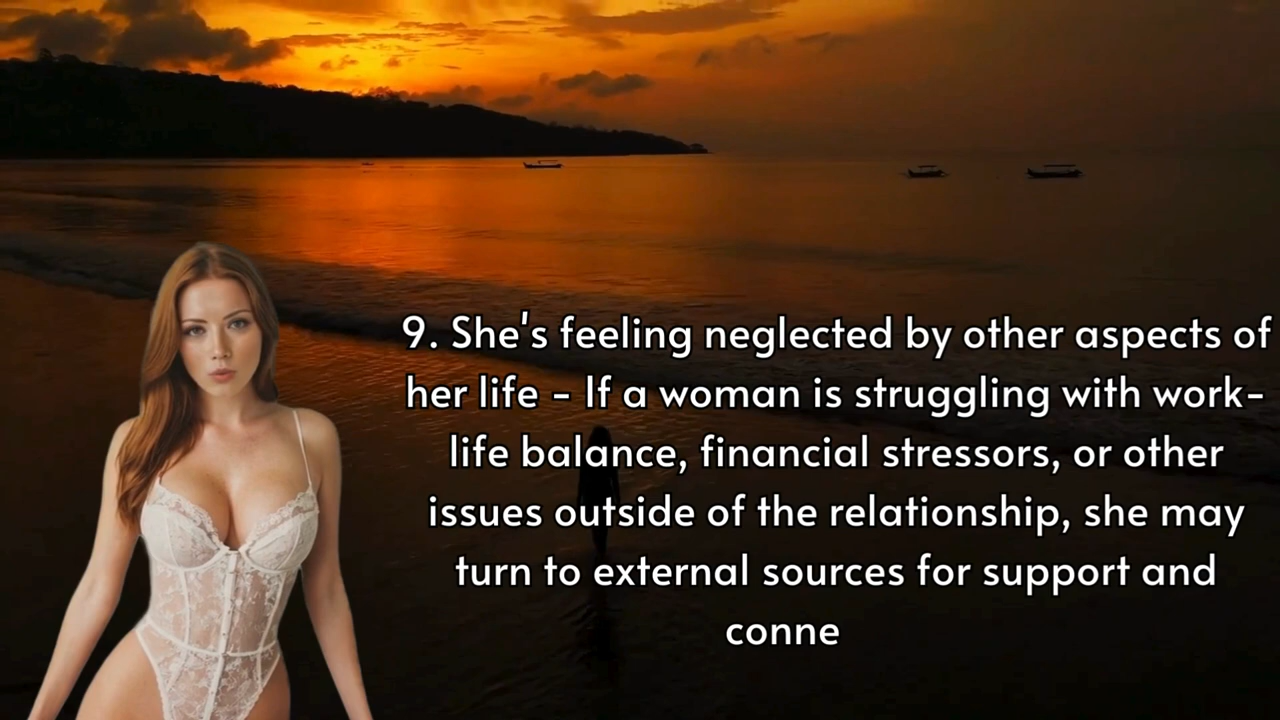 9. She's feeling neglected by other aspects of
her life - If a woman is struggling with work-
life balance, financial stressors, or other
issues outside of the relationship, she may
turn to external sources for support and
conne